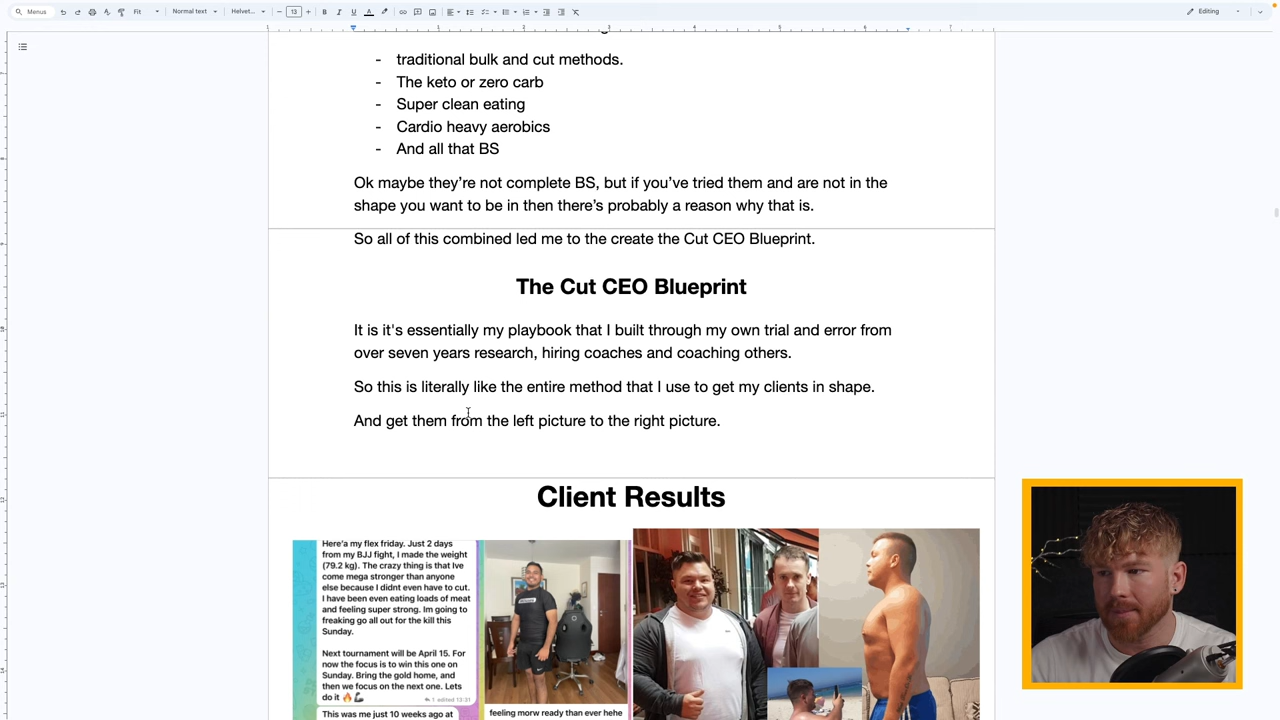 Menus
Fit
Normal text
Helvet...
13
B
I
U
A
Editing
- traditional bulk and cut methods.
- The keto or zero carb
- Super clean eating
- Cardio heavy aerobics
- And all that BS
Ok maybe they're not complete BS, but if you've tried them and are not in the
shape you want to be in then there's probably a reason why that is.
So all of this combined led me to the create the Cut CEO Blueprint.
The Cut CEO Blueprint
It is it's essentially my playbook that I built through my own trial and error from
over seven years research, hiring coaches and coaching others.
So this is literally like the entire method that I use to get my clients in shape.
And get them from the left picture to the right picture.
Client Results
Here'a my flex friday. Just 2 days
from my BJJ fight, I made the weight
(79.2 kg). The crazy thing is that Ive
come mega stronger than anyone
else because I didnt even have to cut.
I have been even eating loads of meat
and feeling super strong. Im going to
freaking go all out for the kill this
Sunday.
Next tournament will be April 15. For
now the focus is to win this one on
Sunday. Bring the gold home, and
then we focus on the next one. Lets
do it 🔥💪
1 edited 13:31
This was me just 10 weeks ago at
feeling morw ready than ever hehe